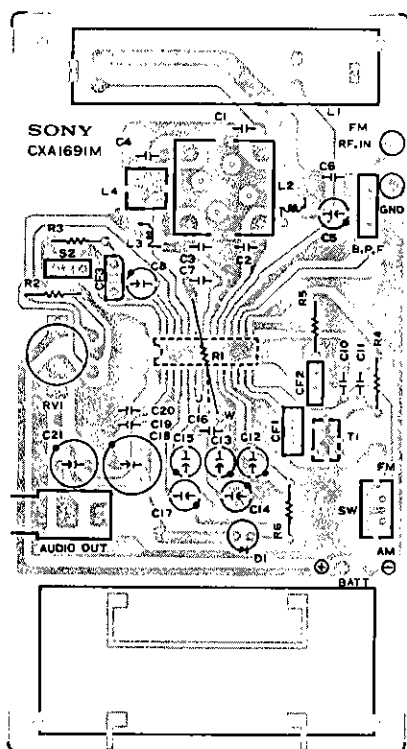 L1
C1
SONY
FM
CXA1691M
RF.IN
C4
C6
L4
L2
GND
C5
R3
L3
C3
C2
B.P.F
S2
C7
CF3
C8
R2
R5
R1
C10
C11
R4
CF2
RV1
C20
C16
W
C19
CF1
T1
C21
C18
C15
C13
C12
FM
C17
C14
SW
R6
AUDIO OUT
D1
AM
BATT